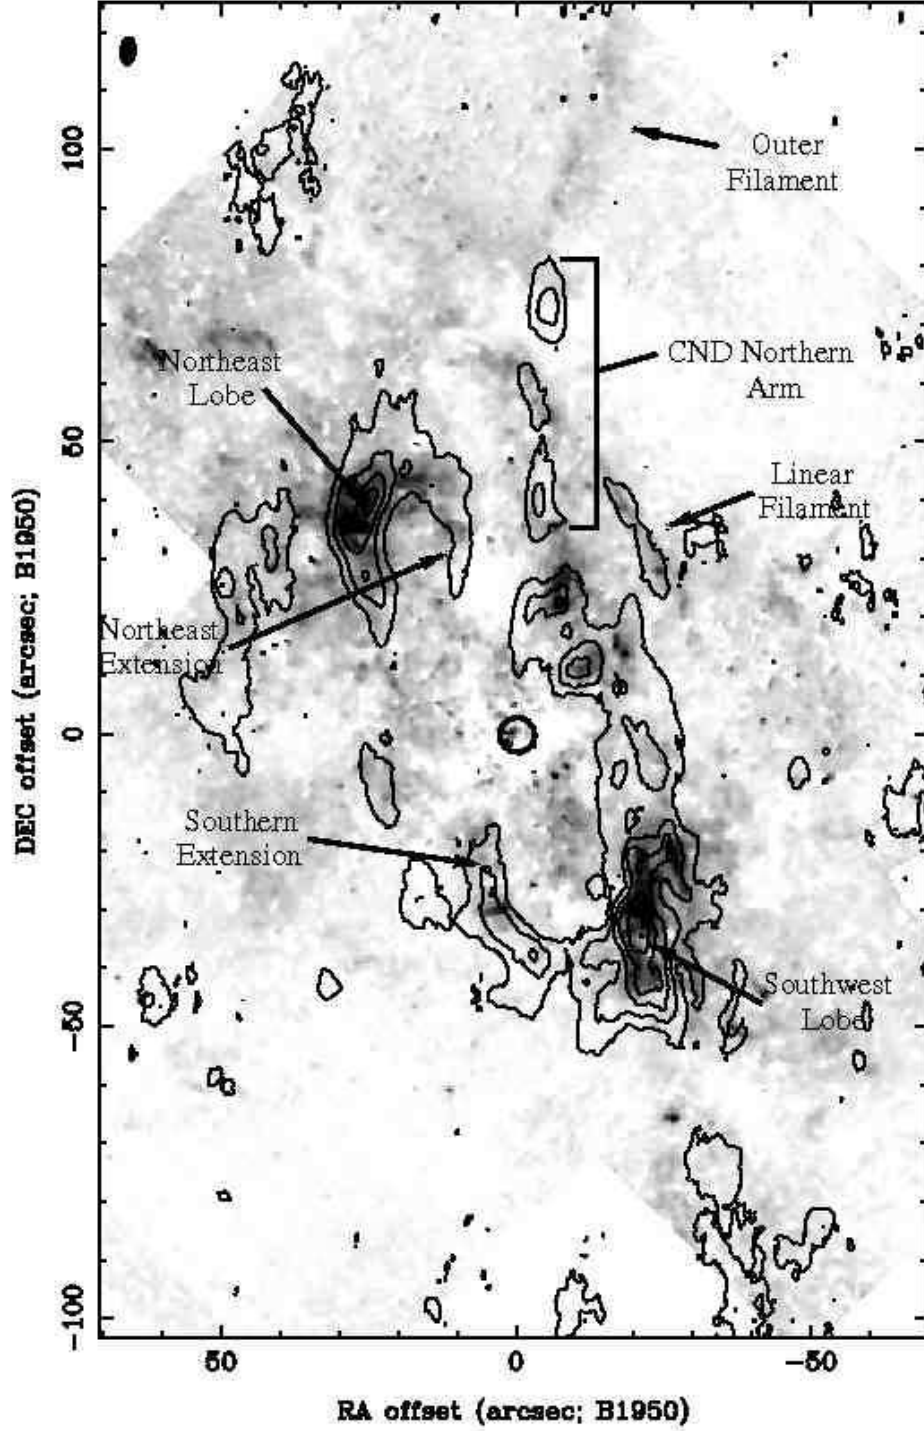 100
50
0
-50
-100
DEC offset (arcsec; B1950)
Outer
Filament
CND Northern
Arm
Northeast
Lobe
Linear
Filament
Northeast
Extension
Southern
Extension
Southwest
Lobe
50
0
-50
RA offset (arcsec; B1950)